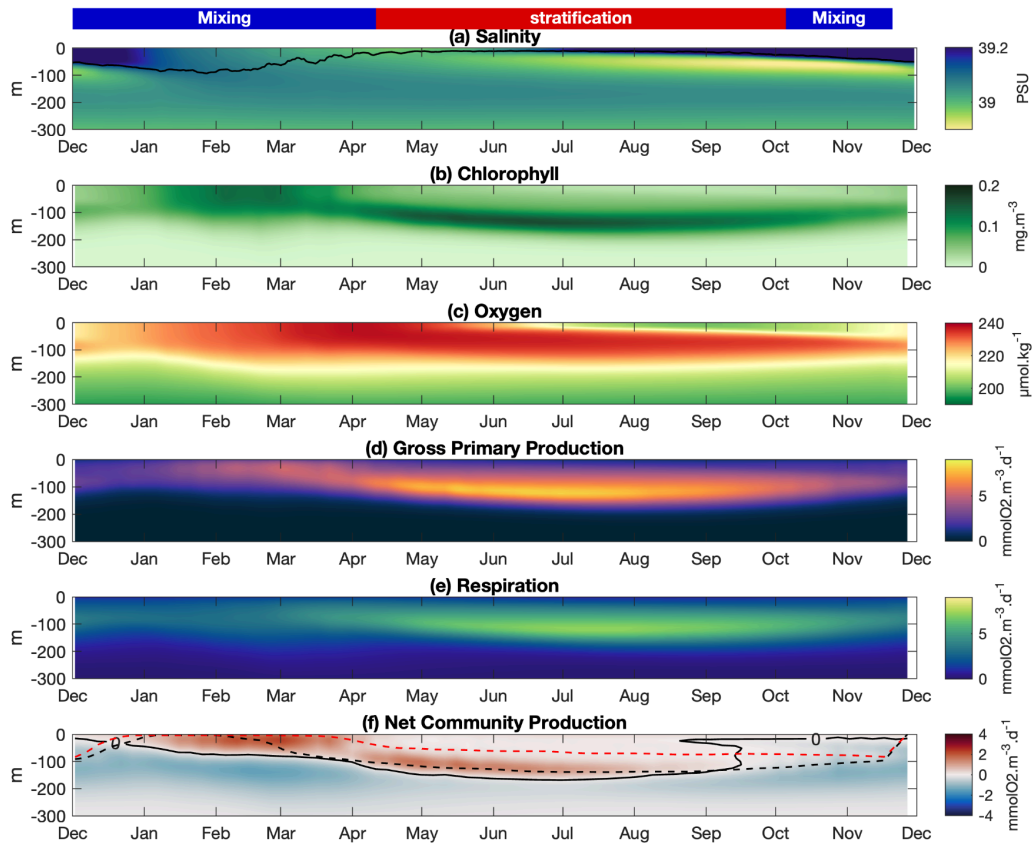 Mixing stratification Mixing
(a) Salinity
0
-100
-200
-300
m
Dec Jan Feb Mar Apr May Jun Jul Aug Sep Oct Nov Dec
39.2
39
PSU
(b) Chlorophyll
0
-100
-200
-300
m
Dec Jan Feb Mar Apr May Jun Jul Aug Sep Oct Nov Dec
0.2
0.1
0
mg.m⁻³
(c) Oxygen
0
-100
-200
-300
m
Dec Jan Feb Mar Apr May Jun Jul Aug Sep Oct Nov Dec
240
220
200
µmol.kg⁻¹
(d) Gross Primary Production
0
-100
-200
-300
m
Dec Jan Feb Mar Apr May Jun Jul Aug Sep Oct Nov Dec
5
0
mmolO2.m⁻³.d⁻¹
(e) Respiration
0
-100
-200
-300
m
Dec Jan Feb Mar Apr May Jun Jul Aug Sep Oct Nov Dec
5
0
mmolO2.m⁻³.d⁻¹
(f) Net Community Production
0
-100
-200
-300
m
0
0
Dec Jan Feb Mar Apr May Jun Jul Aug Sep Oct Nov Dec
4
2
0
-2
-4
mmolO2.m⁻³.d⁻¹